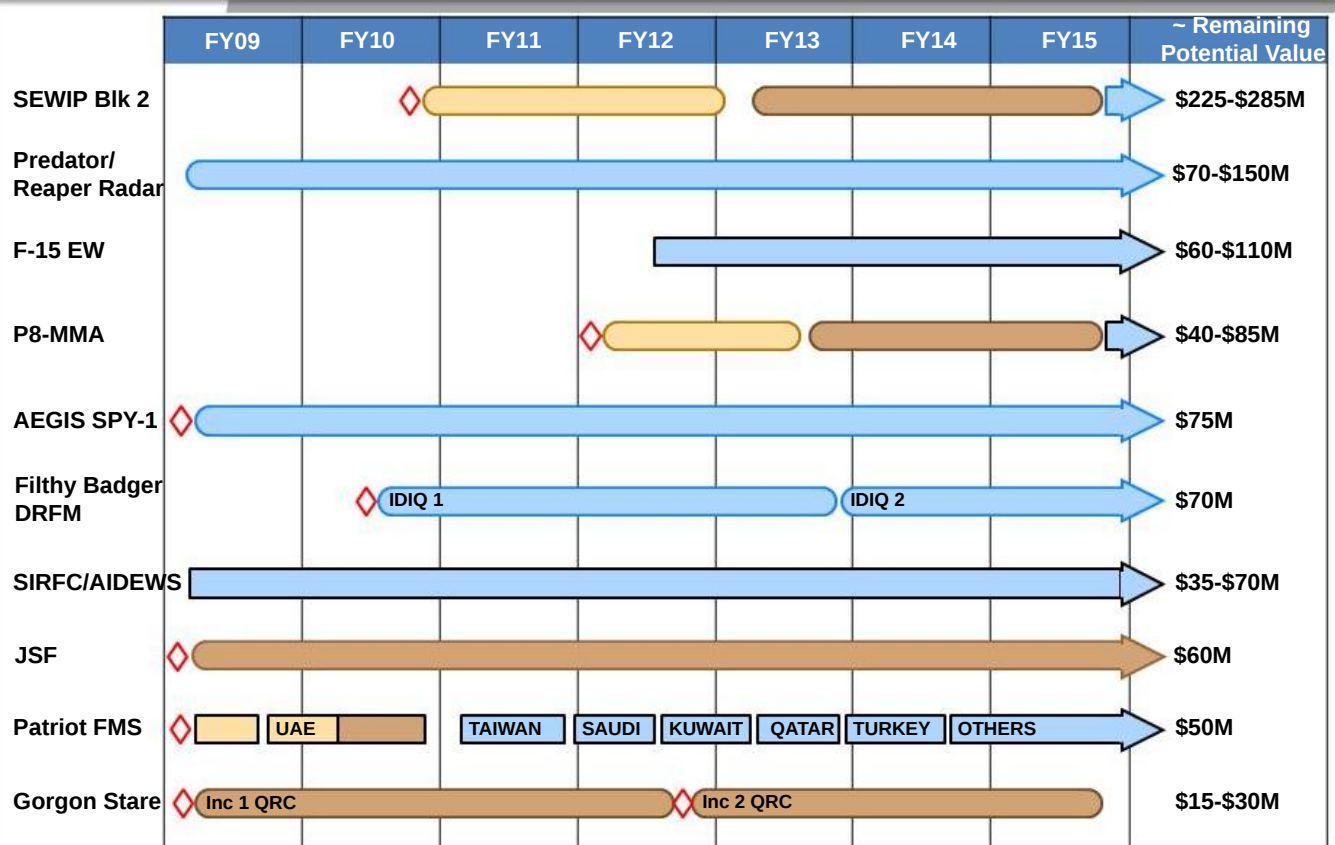 FY09 FY10 FY11 FY12 FY13 FY14 FY15 ~ Remaining
Potential Value
SEWIP Blk 2 $225-$285M
Predator/
Reaper Radar $70-$150M
F-15 EW $60-$110M
P8-MMA $40-$85M
AEGIS SPY-1 $75M
Filthy Badger
DRFM IDIQ 1 IDIQ 2 $70M
SIRFC/AIDEWS $35-$70M
JSF $60M
Patriot FMS UAE TAIWAN SAUDI KUWAIT QATAR TURKEY OTHERS $50M
Gorgon Stare Inc 1 QRC Inc 2 QRC $15-$30M